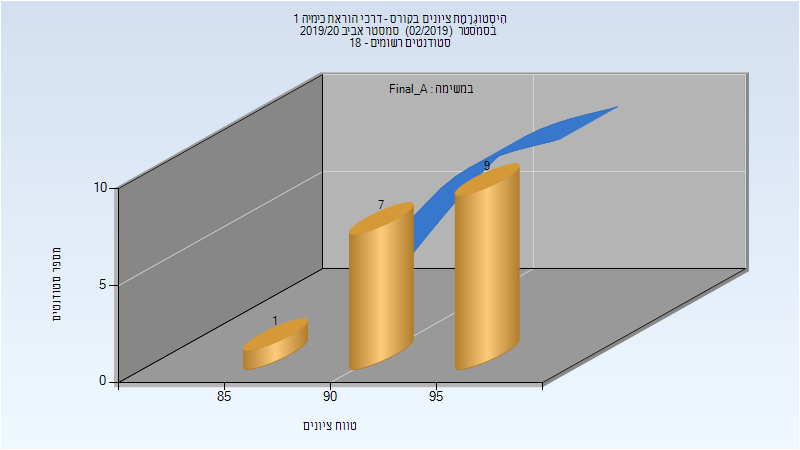 היסטוגרמת ציונים בקורס - דרכי הוראת כימיה 1
בסמסטר (02/2019) סמסטר אביב 2019/20
סטודנטים רשומים - 18
במשימה : Final_A
9
7
1
10
5
0
85
90
95
מספר סטודנטים
טווח ציונים